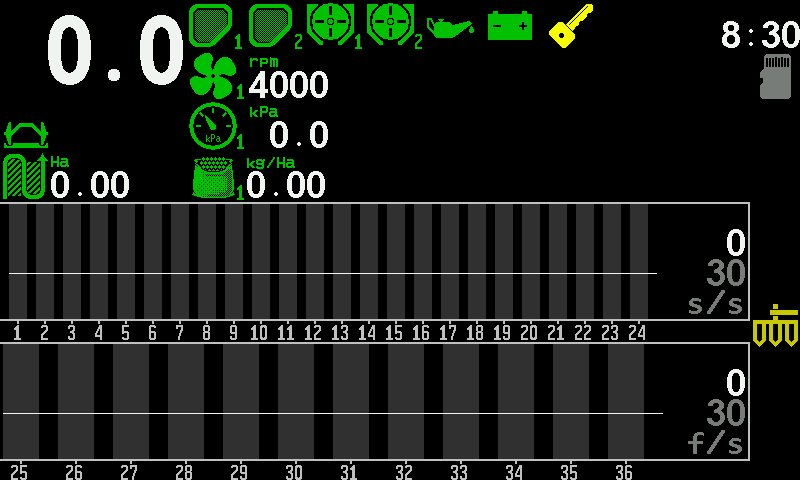 0.0
1 2 1 2
8:30
rpm
1 4000
kPa
kPa 1 0.0
Ha
0.00
kg/Ha
1 0.00
0
30
s/s
1 2 3 4 5 6 7 8 9 10 11 12 13 14 15 16 17 18 19 20 21 22 23 24
0
30
f/s
25 26 27 28 29 30 31 32 33 34 35 36